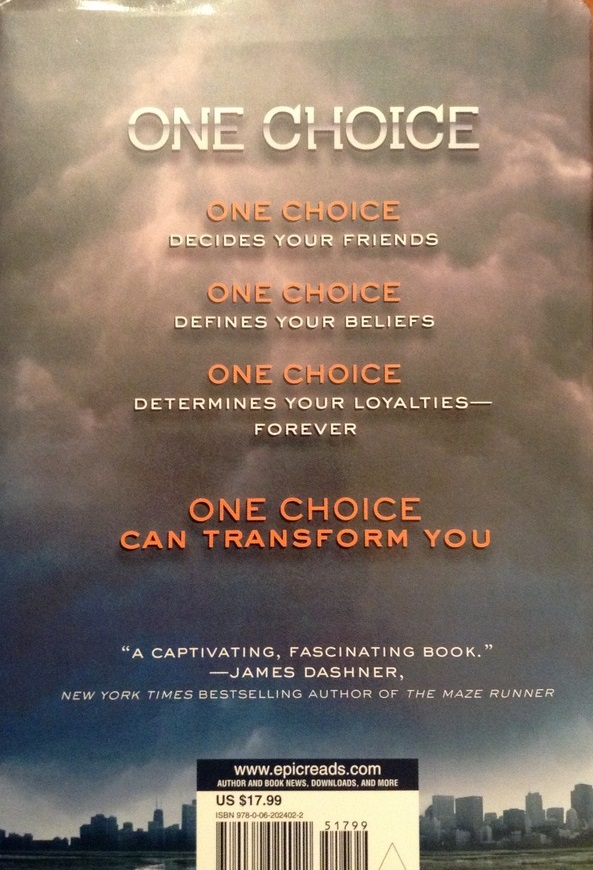 ONE CHOICE
ONE CHOICE
DECIDES YOUR FRIENDS
ONE CHOICE
DEFINES YOUR BELIEFS
ONE CHOICE
DETERMINES YOUR LOYALTIES—
FOREVER
ONE CHOICE
CAN TRANSFORM YOU
“A CAPTIVATING, FASCINATING BOOK.”
—JAMES DASHNER,
NEW YORK TIMES BESTSELLING AUTHOR OF THE MAZE RUNNER
www.epicreads.com
AUTHOR AND BOOK NEWS, DOWNLOADS, AND MORE
US $17.99
ISBN 978-0-06-202402-2
51799